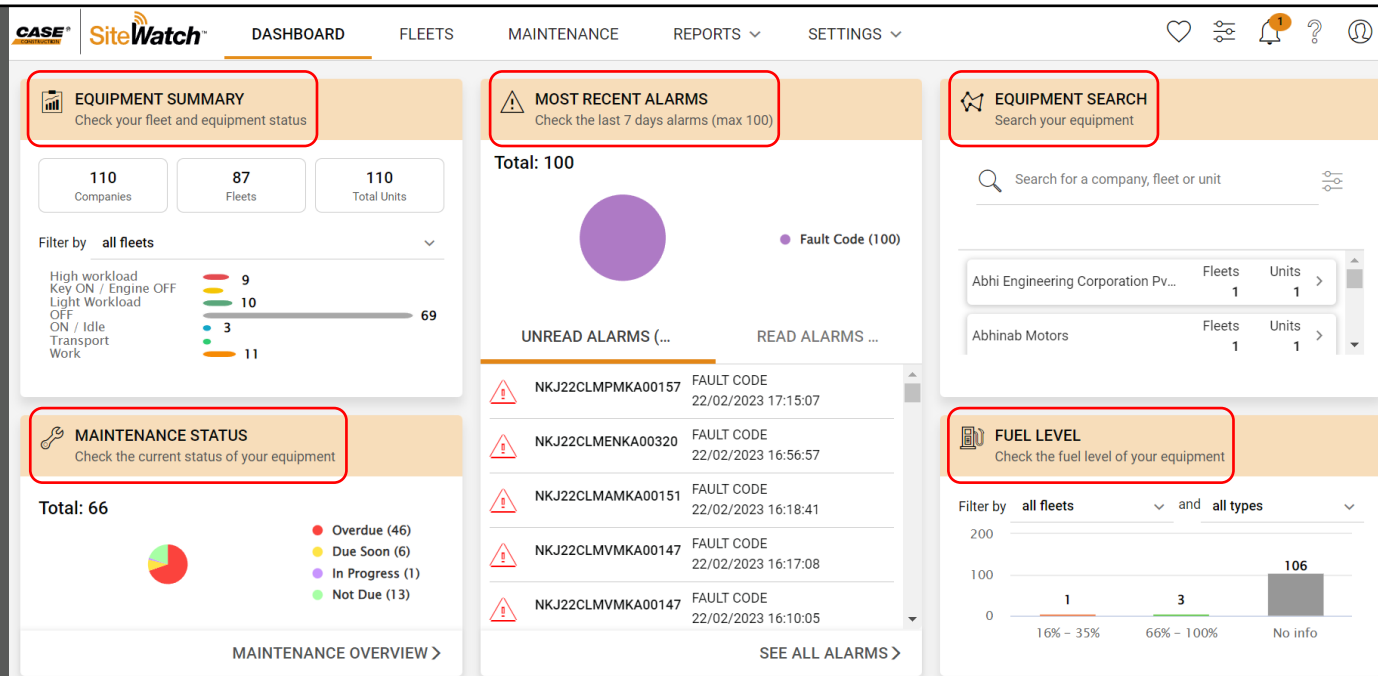 CASE
CONSTRUCTION
SiteWatch™
DASHBOARD
FLEETS
MAINTENANCE
REPORTS
SETTINGS
1
EQUIPMENT SUMMARY
Check your fleet and equipment status
110
Companies
87
Fleets
110
Total Units
Filter by all fleets
High workload 9
Key ON / Engine OFF
Light Workload 10
OFF 69
ON / Idle 3
Transport
Work 11
MAINTENANCE STATUS
Check the current status of your equipment
Total: 66
Overdue (46)
Due Soon (6)
In Progress (1)
Not Due (13)
MAINTENANCE OVERVIEW
MOST RECENT ALARMS
Check the last 7 days alarms (max 100)
Total: 100
Fault Code (100)
UNREAD ALARMS (...
READ ALARMS ...
NKJ22CLMPMKA00157 FAULT CODE
22/02/2023 17:15:07
NKJ22CLMENKA00320 FAULT CODE
22/02/2023 16:56:57
NKJ22CLMAMKA00151 FAULT CODE
22/02/2023 16:18:41
NKJ22CLMVMKA00147 FAULT CODE
22/02/2023 16:17:08
NKJ22CLMVMKA00147 FAULT CODE
22/02/2023 16:10:05
SEE ALL ALARMS
EQUIPMENT SEARCH
Search your equipment
Search for a company, fleet or unit
Abhi Engineering Corporation Pv... Fleets Units
1 1
Abhinab Motors Fleets Units
1 1
FUEL LEVEL
Check the fuel level of your equipment
Filter by all fleets and all types
200
100
0
1
3
106
16% – 35%
66% – 100%
No info